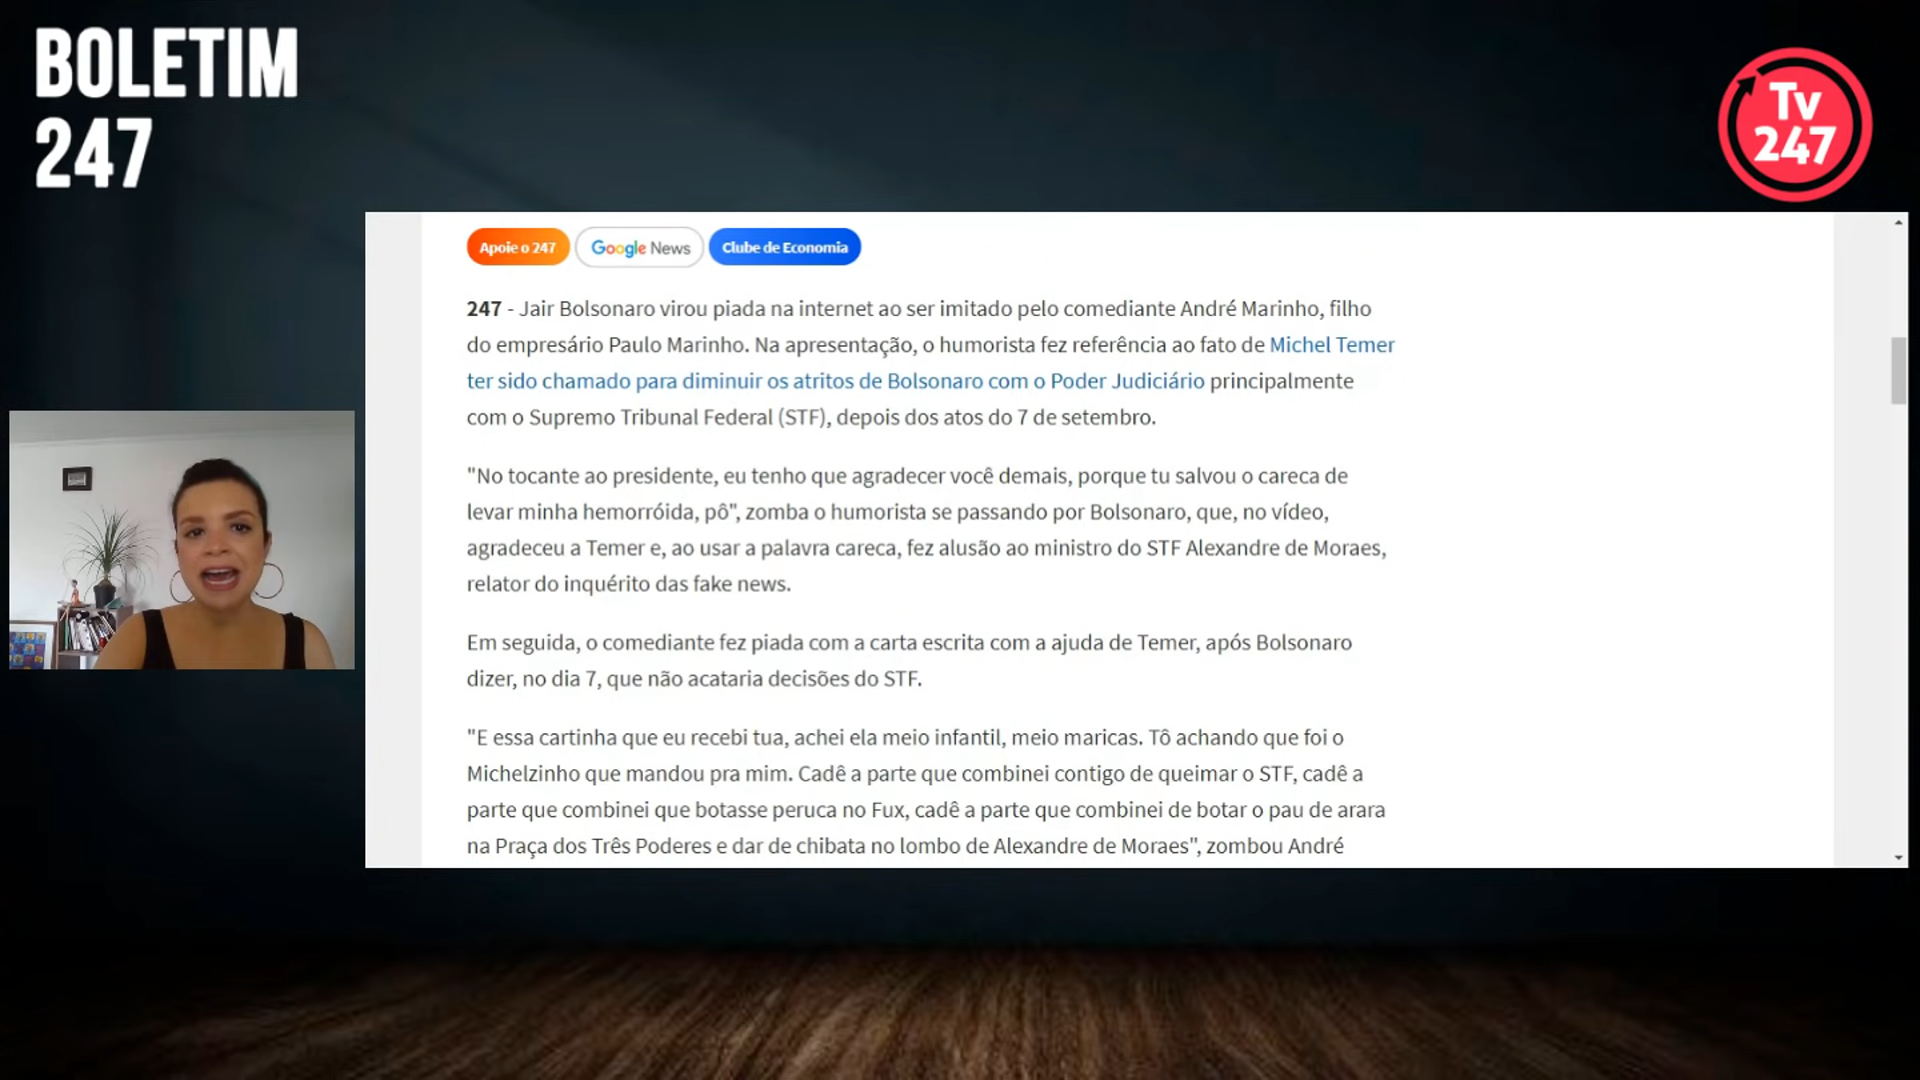 BOLETIM
247
Tv
247
Apoie o 247 Google News Clube de Economia
247 - Jair Bolsonaro virou piada na internet ao ser imitado pelo comediante André Marinho, filho
do empresário Paulo Marinho. Na apresentação, o humorista fez referência ao fato de Michel Temer
ter sido chamado para diminuir os atritos de Bolsonaro com o Poder Judiciário principalmente
com o Supremo Tribunal Federal (STF), depois dos atos do 7 de setembro.
"No tocante ao presidente, eu tenho que agradecer você demais, porque tu salvou o careca de
levar minha hemorróida, pô", zomba o humorista se passando por Bolsonaro, que, no vídeo,
agradeceu a Temer e, ao usar a palavra careca, fez alusão ao ministro do STF Alexandre de Moraes,
relator do inquérito das fake news.
Em seguida, o comediante fez piada com a carta escrita com a ajuda de Temer, após Bolsonaro
dizer, no dia 7, que não acataria decisões do STF.
"E essa cartinha que eu recebi tua, achei ela meio infantil, meio maricas. Tô achando que foi o
Michelzinho que mandou pra mim. Cadê a parte que combinei contigo de queimar o STF, cadê a
parte que combinei que botasse peruca no Fux, cadê a parte que combinei de botar o pau de arara
na Praça dos Três Poderes e dar de chibata no lombo de Alexandre de Moraes", zombou André